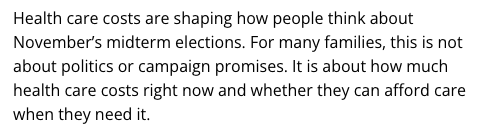 Health care costs are shaping how people think about
November’s midterm elections. For many families, this is not
about politics or campaign promises. It is about how much
health care costs right now and whether they can afford care
when they need it.